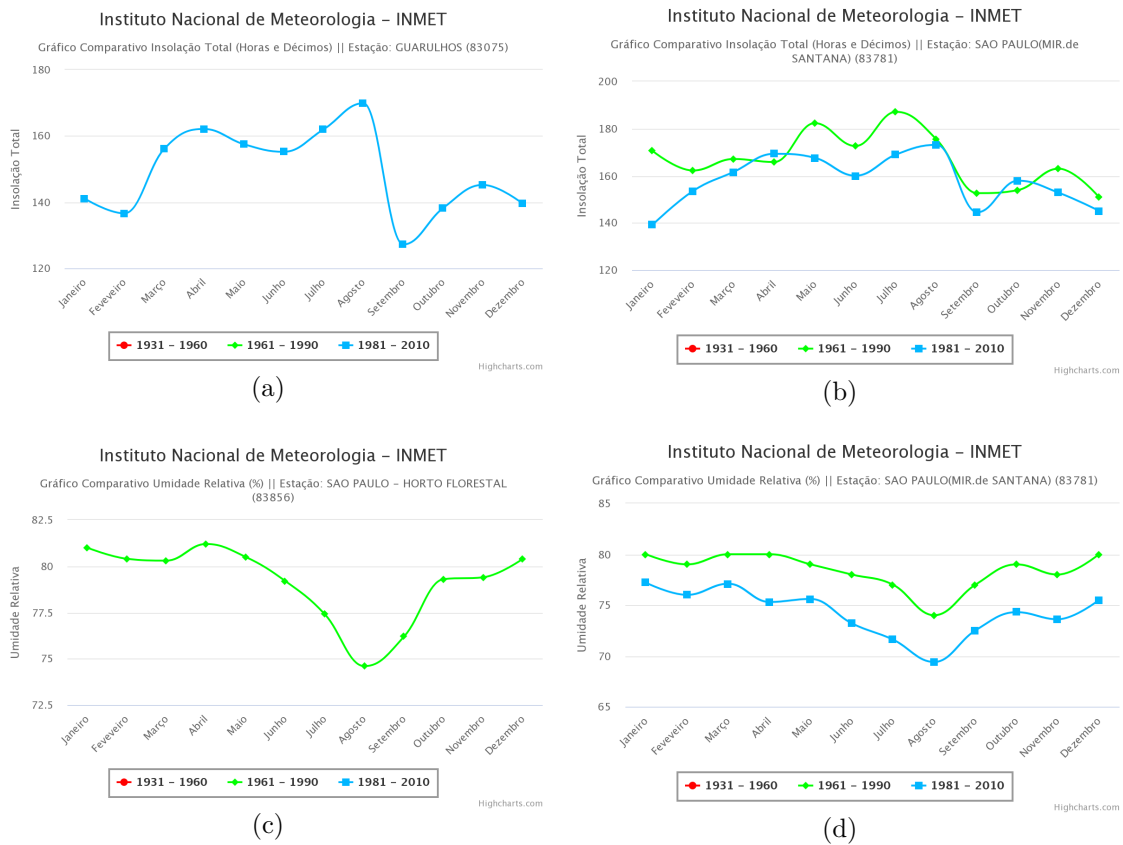 Instituto Nacional de Meteorologia - INMET
Gráfico Comparativo Insolação Total (Horas e Décimos) || Estação: GUARULHOS (83075)
180
160
140
120
Insolação Total
Janeiro
Feveveiro
Março
Abril
Maio
Junho
Julho
Agosto
Setembro
Outubro
Novembro
Dezembro
1931 - 1960
1961 - 1990
1981 - 2010
Highcharts.com
(a)
Instituto Nacional de Meteorologia - INMET
Gráfico Comparativo Insolação Total (Horas e Décimos) || Estação: SAO PAULO(MIR.de
SANTANA) (83781)
200
180
160
140
120
Insolação Total
Janeiro
Feveveiro
Março
Abril
Maio
Junho
Julho
Agosto
Setembro
Outubro
Novembro
Dezembro
1931 - 1960
1961 - 1990
1981 - 2010
Highcharts.com
(b)
Instituto Nacional de Meteorologia - INMET
Gráfico Comparativo Umidade Relativa (%) || Estação: SAO PAULO - HORTO FLORESTAL
(83856)
82.5
80
77.5
75
72.5
Umidade Relativa
Janeiro
Feveveiro
Março
Abril
Maio
Junho
Julho
Agosto
Setembro
Outubro
Novembro
Dezembro
1931 - 1960
1961 - 1990
1981 - 2010
Highcharts.com
(c)
Instituto Nacional de Meteorologia - INMET
Gráfico Comparativo Umidade Relativa (%) || Estação: SAO PAULO(MIR.de SANTANA) (83781)
85
80
75
70
65
Umidade Relativa
Janeiro
Feveveiro
Março
Abril
Maio
Junho
Julho
Agosto
Setembro
Outubro
Novembro
Dezembro
1931 - 1960
1961 - 1990
1981 - 2010
Highcharts.com
(d)